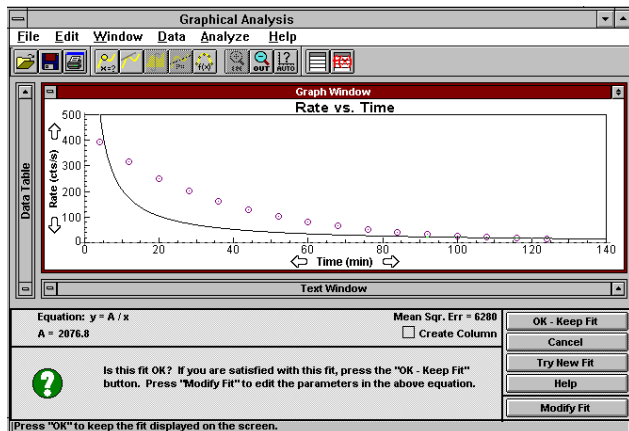 Graphical Analysis
File Edit Window Data Analyze Help
X=? f(x) OUT ? AUTO
Graph Window
Rate vs. Time
Data Table
Rate (cts/s)
500
400
300
200
100
0
0 20 40 60 80 100 120 140
Time (min)
Text Window
Equation: y = A / x
Mean Sqr. Err = 6280
A = 2076.8
Create Column
OK - Keep Fit
Cancel
Try New Fit
Help
Modify Fit
?
Is this fit OK? If you are satisfied with this fit, press the "OK - Keep Fit"
button. Press "Modify Fit" to edit the parameters in the above equation.
Press "OK" to keep the fit displayed on the screen.